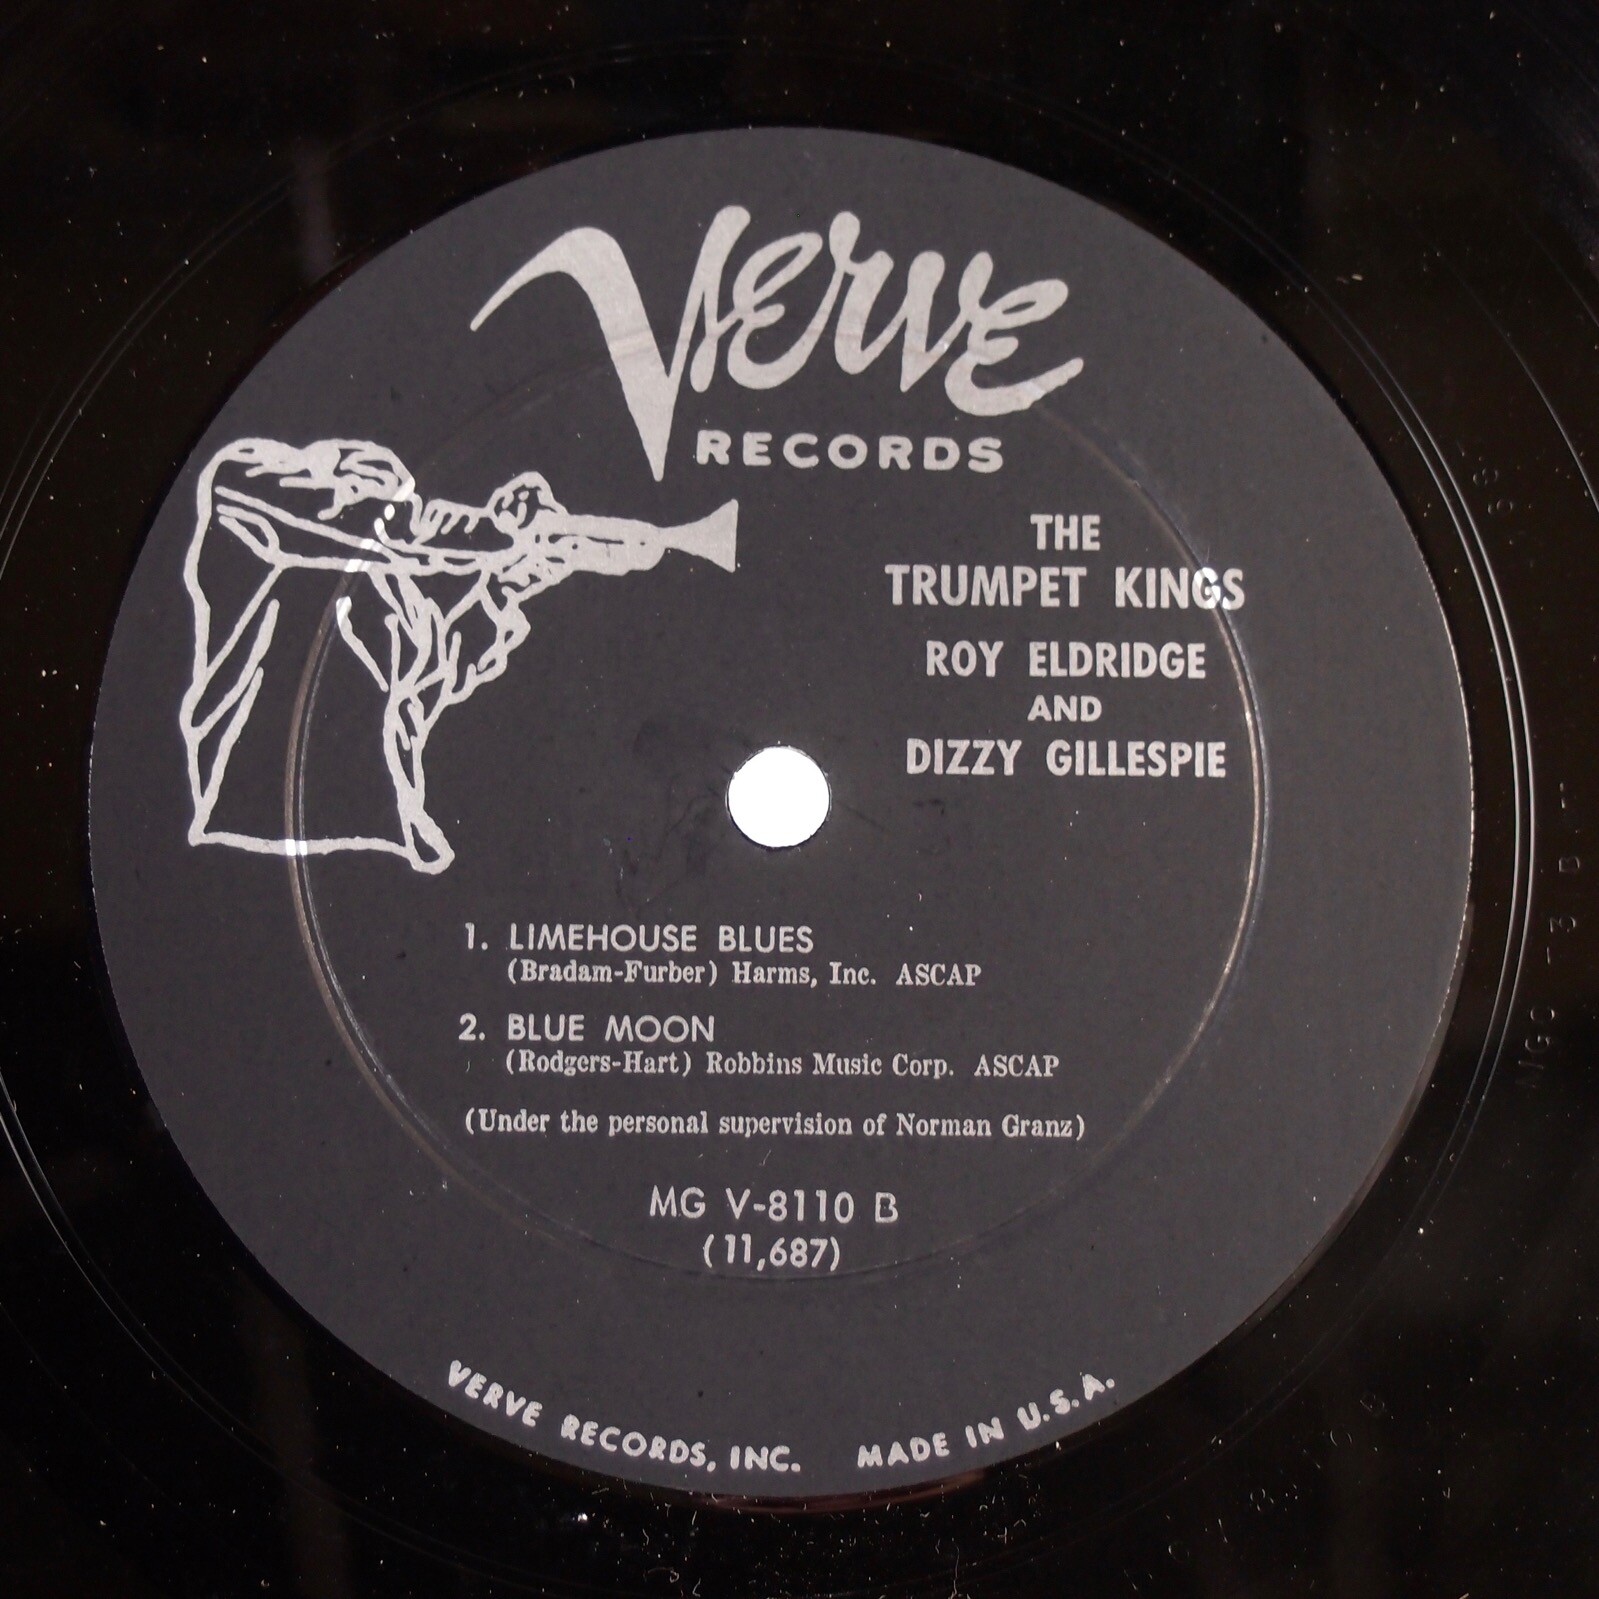 Verve
RECORDS
THE
TRUMPET KINGS
ROY ELDRIDGE
AND
DIZZY GILLESPIE
1. LIMEHOUSE BLUES
(Bradam-Furber) Harms, Inc. ASCAP
2. BLUE MOON
(Rodgers-Hart) Robbins Music Corp. ASCAP
(Under the personal supervision of Norman Granz)
MG V-8110 B
(11,687)
VERVE RECORDS, INC. MADE IN U.S.A.